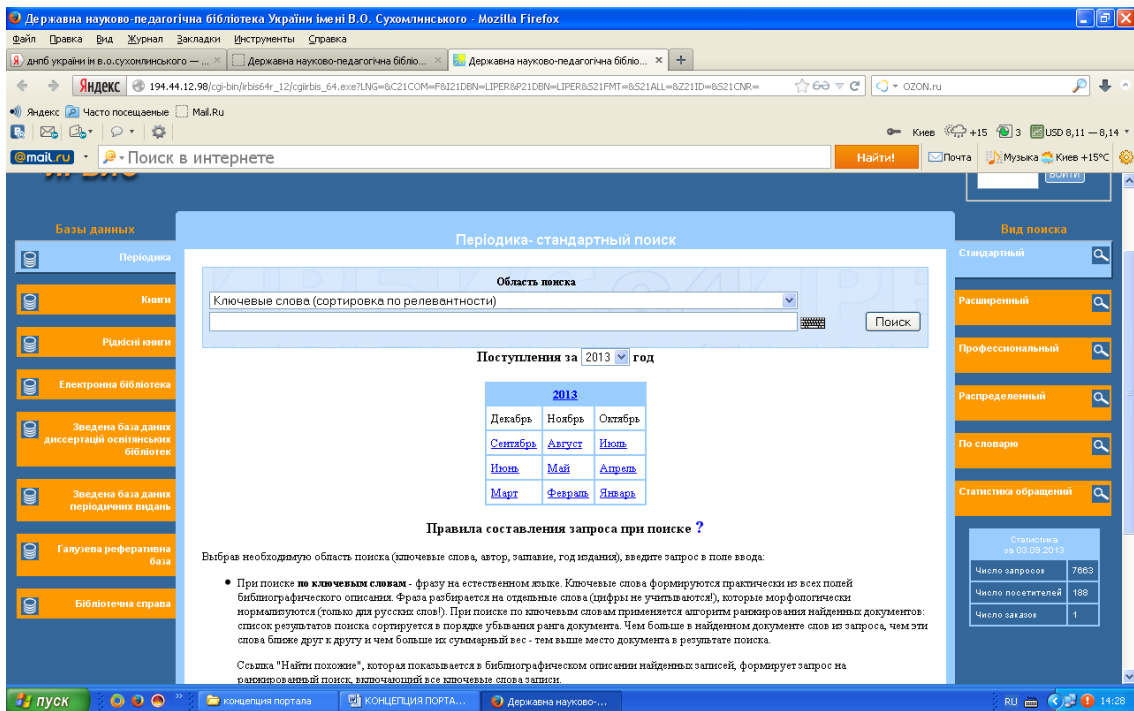 Державна науково-педагогічна бібліотека України імені В.О. Сухомлинського - Mozilla Firefox
Файл Правка Вид Журнал Закладки Инструменты Справка
днпб україни ім в.о.сухомлинського — ... Державна науково-педагогічна бібліо... Державна науково-педагогічна бібліо...
Яндекс 194.44.12.98/cgi-bin/irbis64r_12/cgiirbis_64.exe?LNG=&C21COM=F&I21DBN=LIPER&P21DBN=LIPER&S21FMT=&S21ALL=&Z21ID=&S21CNR= OZON.ru
Яндекс Часто посещаемые Mail.Ru
Киев +15 3 USD 8,11 — 8,14
@mail.ru Поиск в интернете Найти! Почта Музыка Киев +15°C
ИРБИС
ВОЙТИ
Базы данных
Періодика
Книги
Рідкісні книги
Електронна бібліотека
Зведена база даних
диссертацій освітянських
бібліотек
Зведена база даних
періодичних видань
Галузева реферативна
база
Бібліотечна справа
Періодика- стандартный поиск
Область поиска
Ключевые слова (сортировка по релевантности)
Поиск
Поступления за 2013 год
2013
Декабрь Ноябрь Октябрь
Сентябрь Август Июль
Июнь Май Апрель
Март Февраль Январь
Правила составления запроса при поиске ?
Выбрав необходимую область поиска (ключевые слова, автор, заглавие, год издания), введите запрос в поле ввода:
• При поиске по ключевым словам - фразу на естественном языке. Ключевые слова формируются практически из всех полей
библиографического описания. Фраза разбирается на отдельные слова (цифры не учитываются!), которые морфологически
нормализуются (только для русских слов!). При поиске по ключевым словам применяется алгоритм ранжирования найденных документов:
список результатов поиска сортируется в порядке убывания ранга документа. Чем больше в найденном документе слов из запроса, чем эти
слова ближе друг к другу и чем больше их суммарный вес - тем выше место документа в результате поиска.
Ссылка "Найти похожие", которая показывается в библиографическом описании найденных записей, формирует запрос на
ранжированный поиск, включающий все ключевые слова записи.
Вид поиска
Стандартный
Расширенный
Профессиональный
Распределенный
По словарю
Статистика обращений
Статистика
за 03.09.2013
Число запросов 7663
Число посетителей 188
Число заказов 1
пуск концепция портала КОНЦЕПЦИЯ ПОРТА... Державна науково-... RU 14:28